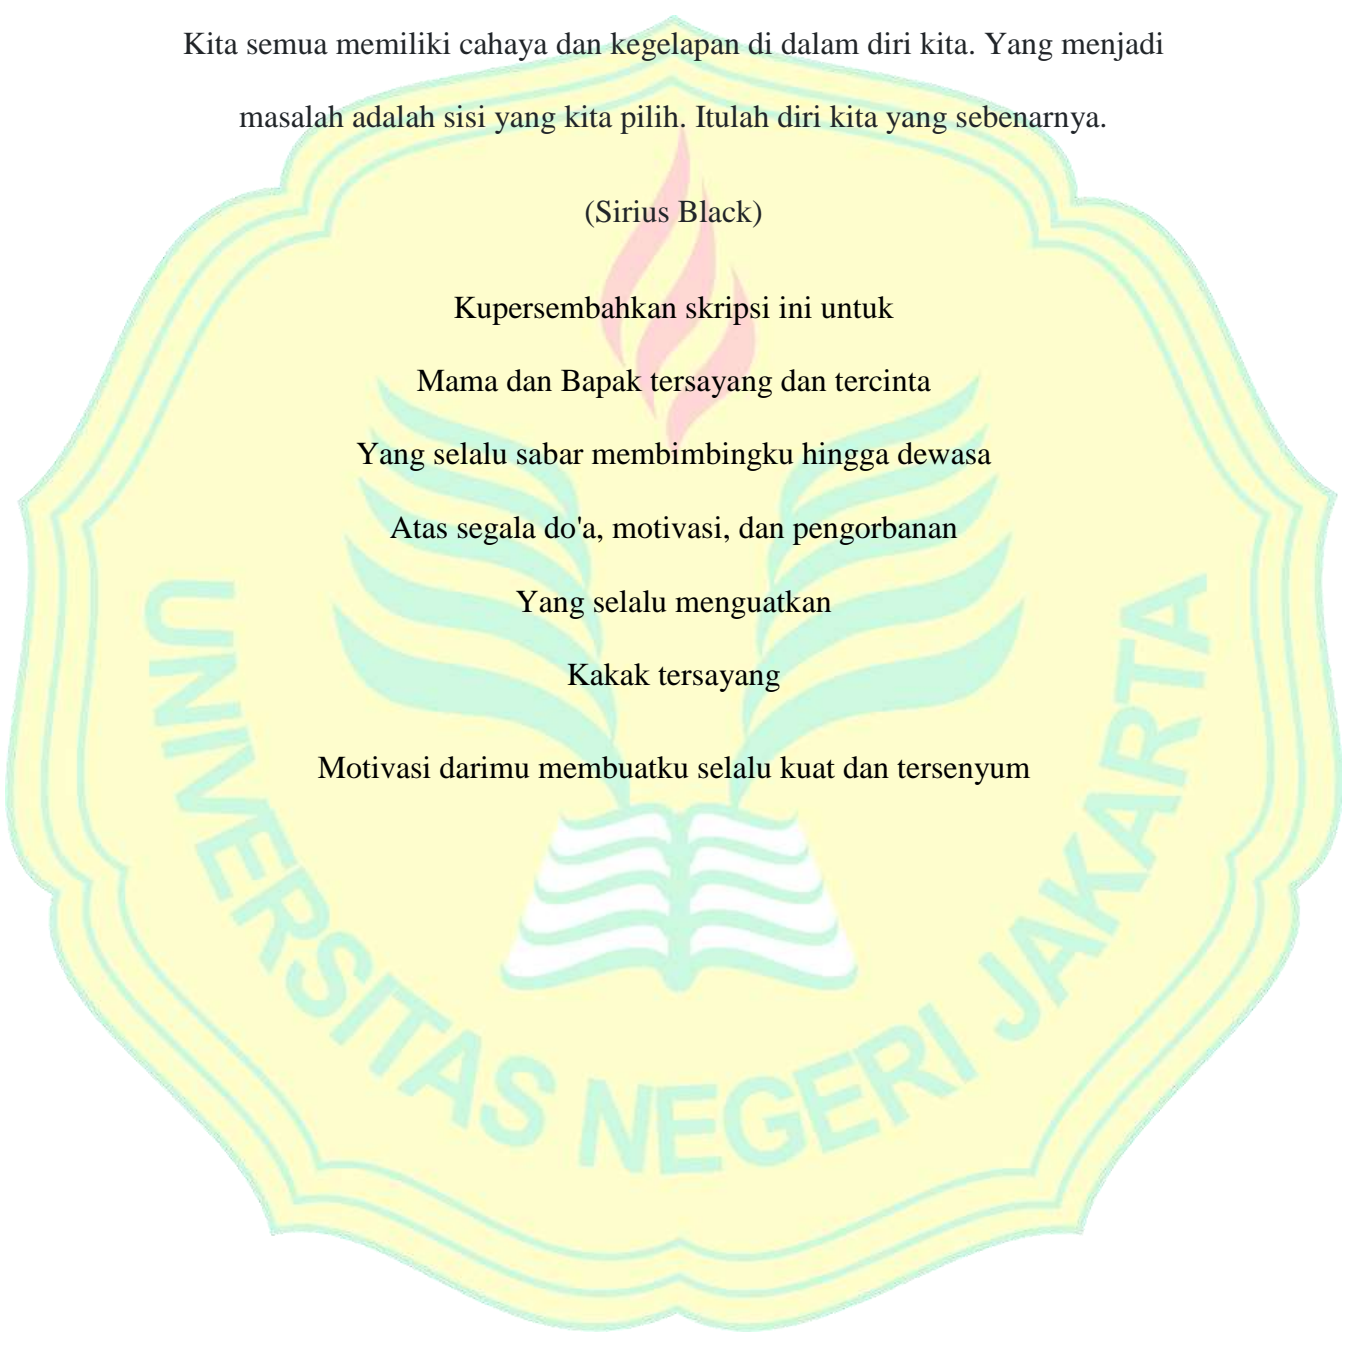 Kita semua memiliki cahaya dan kegelapan di dalam diri kita. Yang menjadi
masalah adalah sisi yang kita pilih. Itulah diri kita yang sebenarnya.
(Sirius Black)
Kupersembahkan skripsi ini untuk
Mama dan Bapak tersayang dan tercinta
Yang selalu sabar membimbingku hingga dewasa
Atas segala do'a, motivasi, dan pengorbanan
Yang selalu menguatkan
Kakak tersayang
Motivasi darimu membuatku selalu kuat dan tersenyum
UNIVERSITAS NEGERI JAKARTA